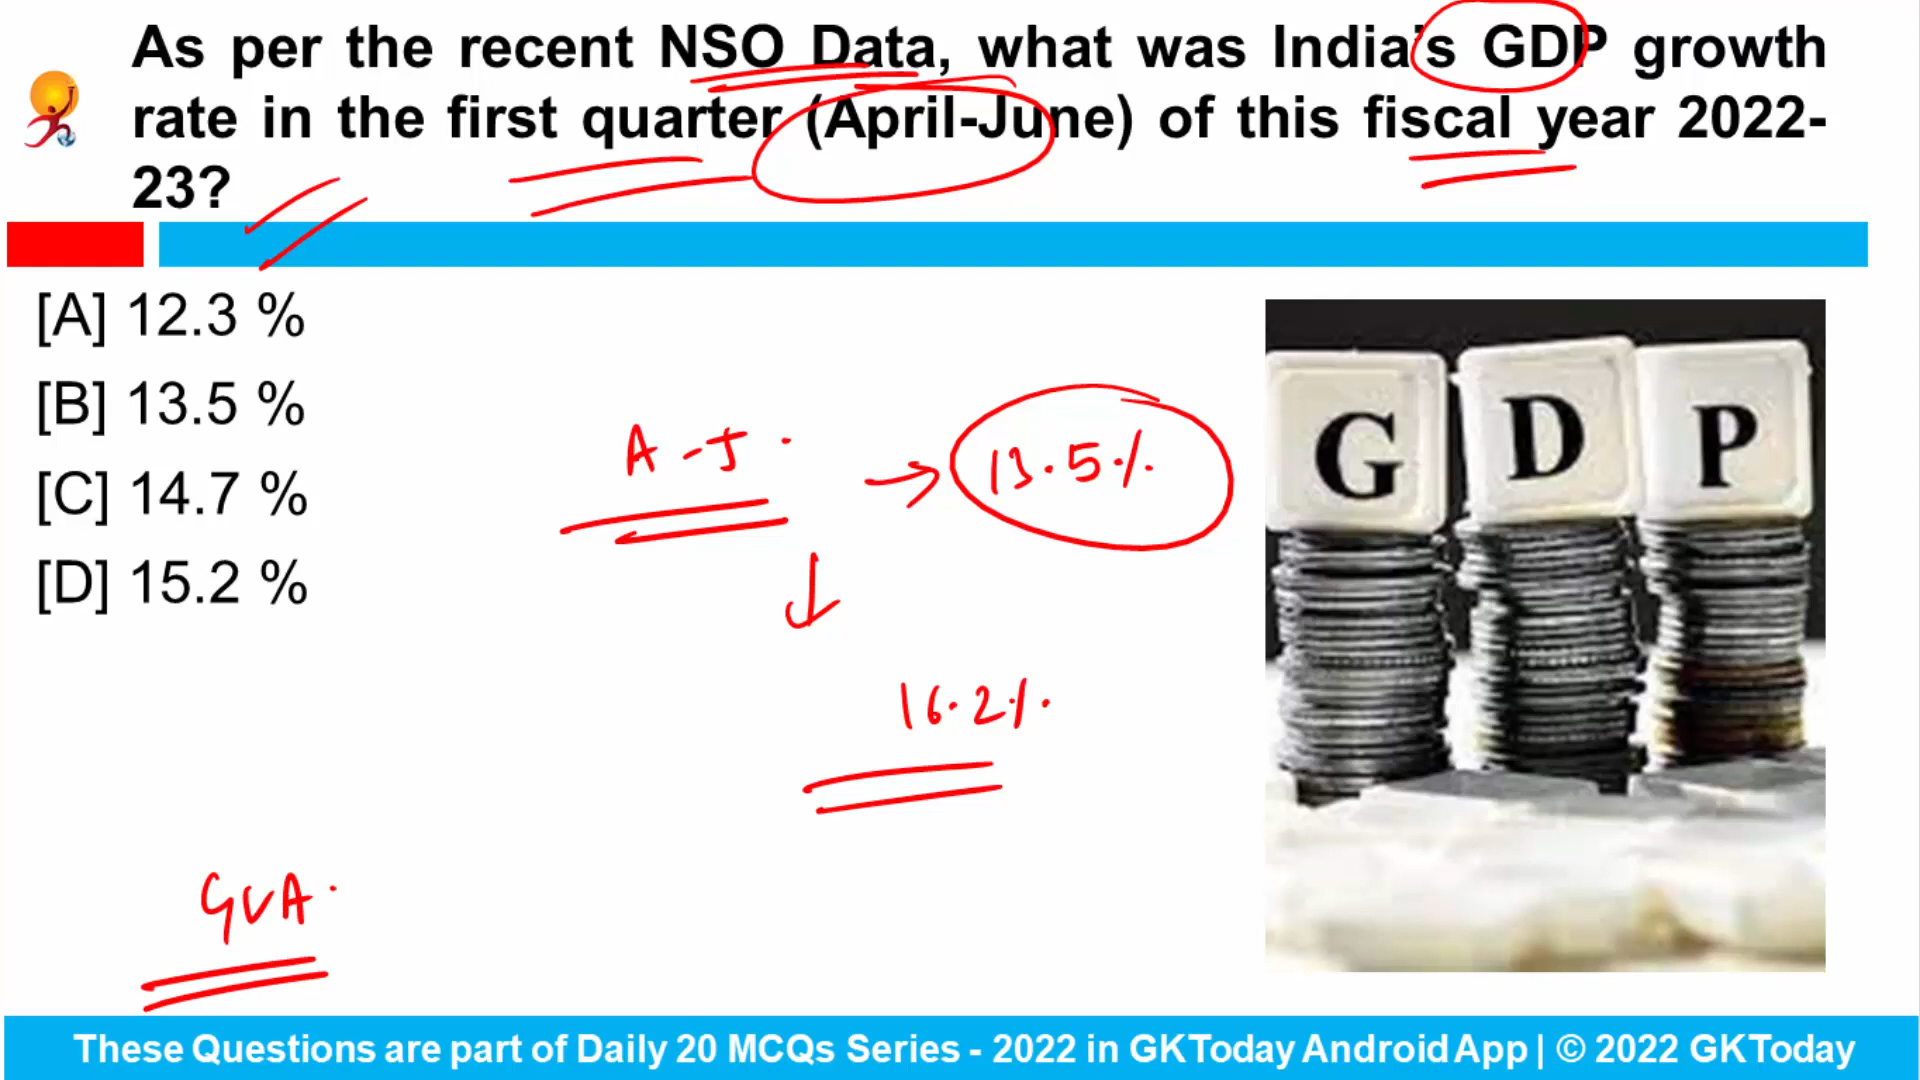 As per the recent NSO Data, what was India's GDP growth
rate in the first quarter (April-June) of this fiscal year 2022-
23?
[A] 12.3 %
[B] 13.5 %
[C] 14.7 %
[D] 15.2 %
A-J.
13.5%
16.2%.
GVA.
G D P
These Questions are part of Daily 20 MCQs Series - 2022 in GKToday Android App | © 2022 GKToday